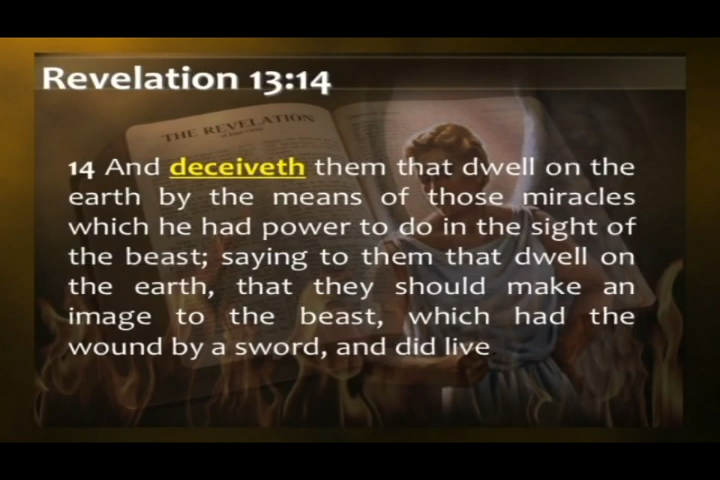 Revelation 13:14
THE REVELATION
14 And deceiveth them that dwell on the
earth by the means of those miracles
which he had power to do in the sight of
the beast; saying to them that dwell on
the earth, that they should make an
image to the beast, which had the
wound by a sword, and did live